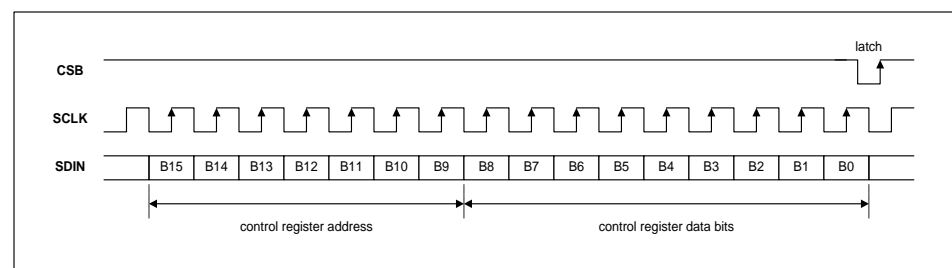 latch
CSB
SCLK
SDIN B15 B14 B13 B12 B11 B10 B9 B8 B7 B6 B5 B4 B3 B2 B1 B0
control register address control register data bits